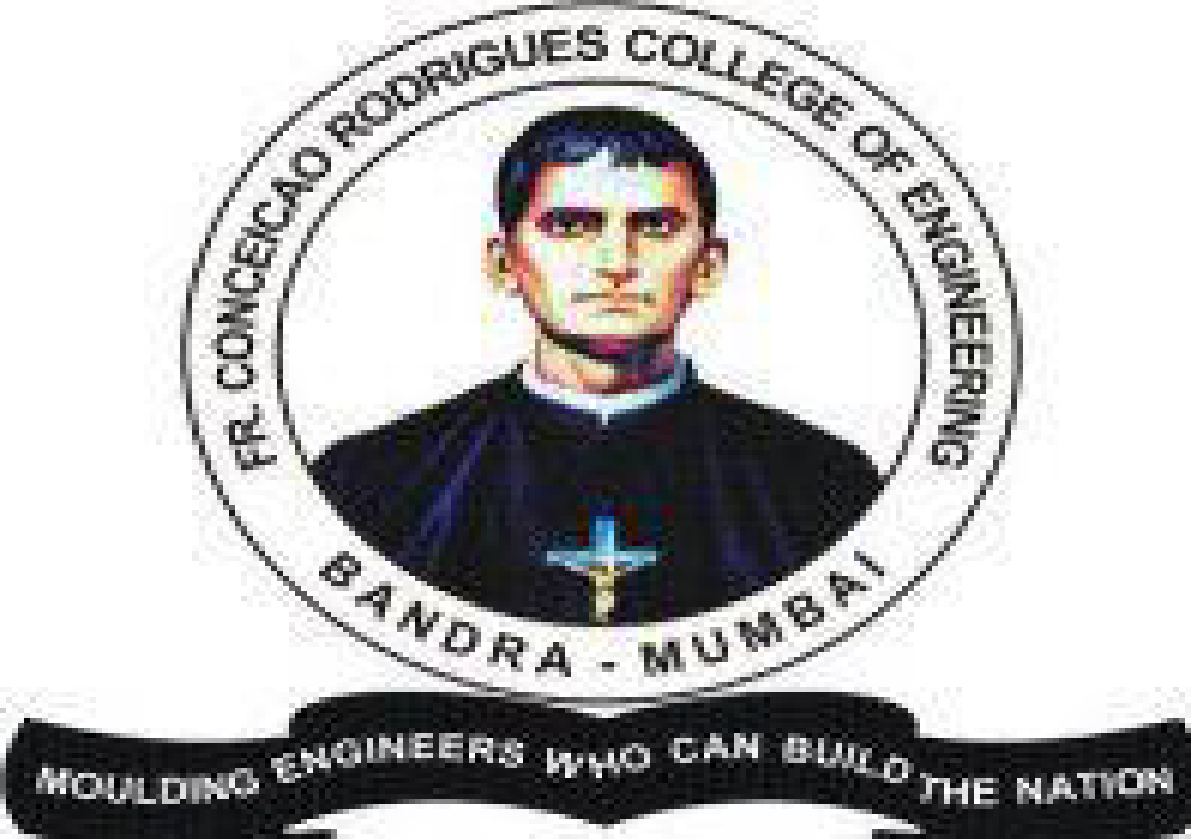 FR. CONCEICAO RODRIGUES COLLEGE OF ENGINEERING
BANDRA - MUMBAI
MOULDING ENGINEERS WHO CAN BUILD THE NATION